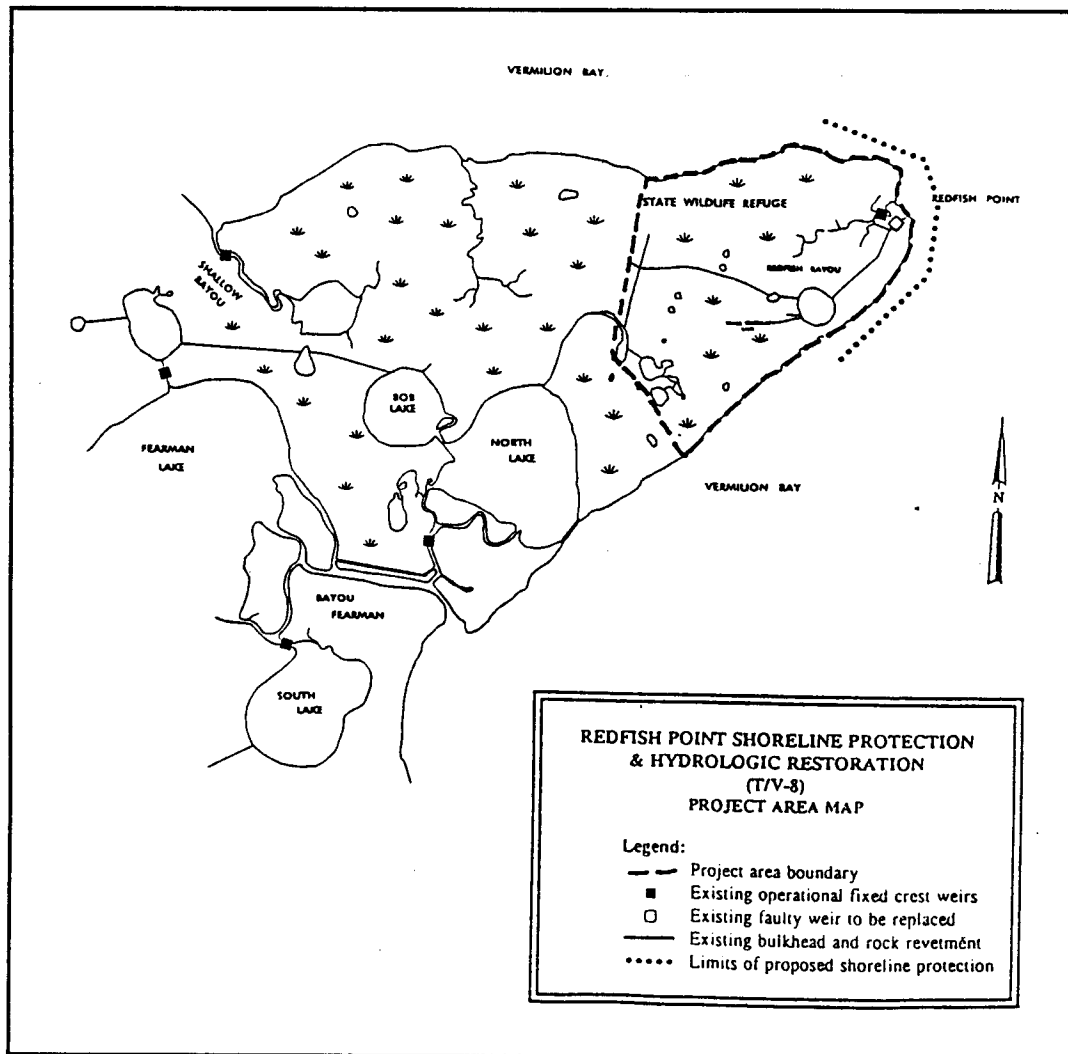 VERMILION BAY
STATE WILDLIFE REFUGE
REDFISH POINT
REDFISH BAYOU
SHALLOW
BAYOU
BOB
LAKE
FEARMAN
LAKE
NORTH
LAKE
VERMILION BAY
N
BAYOU
FEARMAN
SOUTH
LAKE
REDFISH POINT SHORELINE PROTECTION
& HYDROLOGIC RESTORATION
(T/V-8)
PROJECT AREA MAP
Legend:
Project area boundary
Existing operational fixed crest weirs
Existing faulty weir to be replaced
Existing bulkhead and rock revetment
Limits of proposed shoreline protection